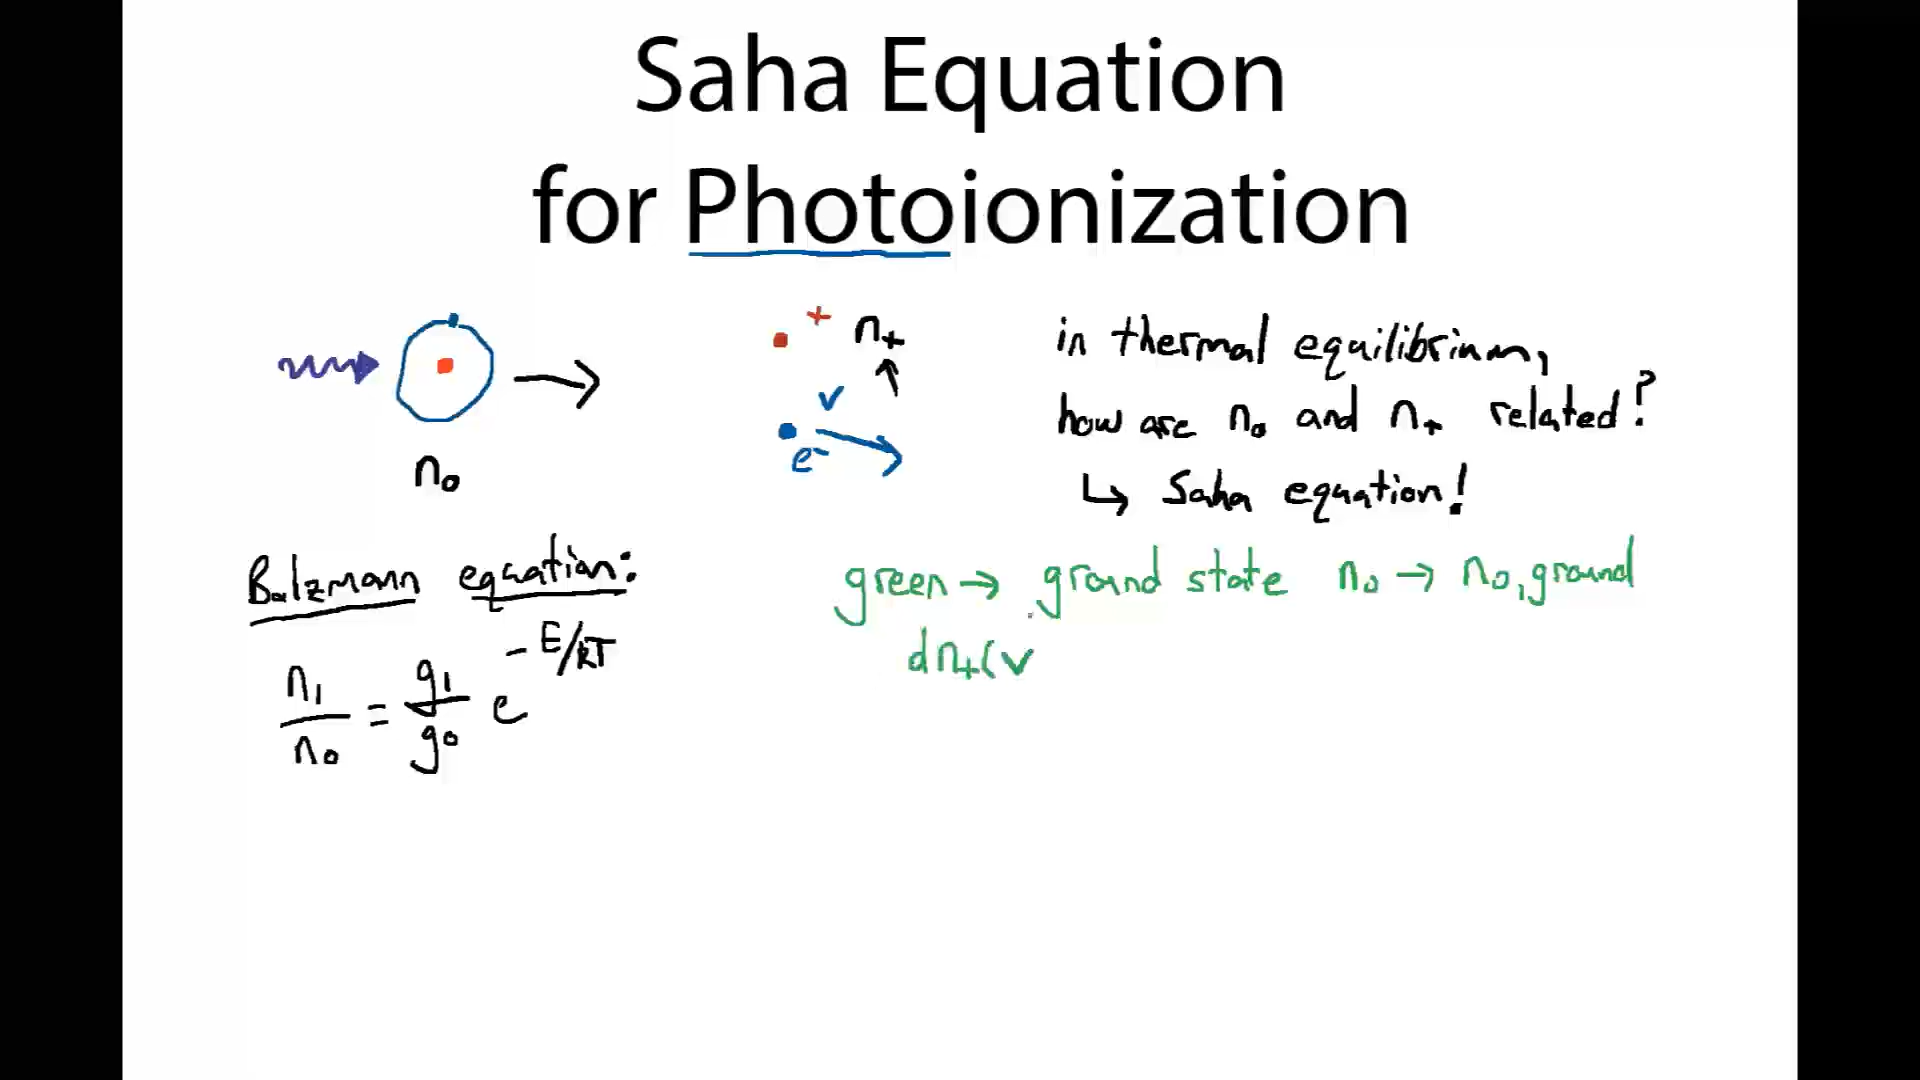 Saha Equation
for Photoionization
+ n₊
v
e⁻
n₀
in thermal equilibrium,
how are n₀ and n₊ related?
↳ Saha equation!
Bolzmann equation:
n₁/n₀ = g₁/g₀ e^(-E/kT)
green → ground state n₀ → n₀,ground
dn₊(v